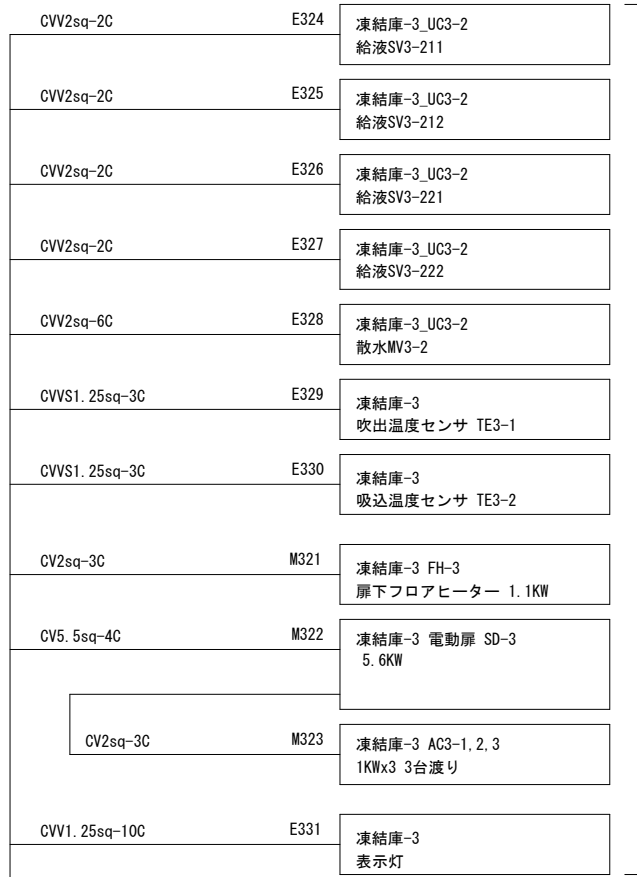 CVV2sq-2C E324
凍結庫-3_UC3-2
給液SV3-211
CVV2sq-2C E325
凍結庫-3_UC3-2
給液SV3-212
CVV2sq-2C E326
凍結庫-3_UC3-2
給液SV3-221
CVV2sq-2C E327
凍結庫-3_UC3-2
給液SV3-222
CVV2sq-6C E328
凍結庫-3_UC3-2
散水MV3-2
CVVS1.25sq-3C E329
凍結庫-3
吹出温度センサ TE3-1
CVVS1.25sq-3C E330
凍結庫-3
吸込温度センサ TE3-2
CV2sq-3C M321
凍結庫-3 FH-3
扉下フロアヒーター 1.1KW
CV5.5sq-4C M322
凍結庫-3 電動扉 SD-3
5.6KW
CV2sq-3C M323
凍結庫-3 AC3-1,2,3
1KWx3 3台渡り
CVV1.25sq-10C E331
凍結庫-3
表示灯